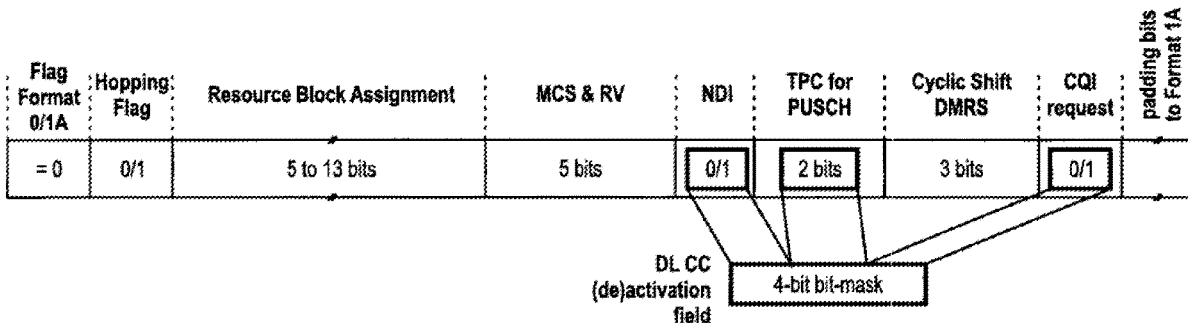 Flag
Format
0/1A
Hopping
Flag
Resource Block Assignment
MCS & RV
NDI
TPC for
PUSCH
Cyclic Shift
DMRS
CQI
request
padding bits
to Format 1A
= 0
0/1
5 to 13 bits
5 bits
0/1
2 bits
3 bits
0/1
DL CC
(de)activation
field
4-bit bit-mask